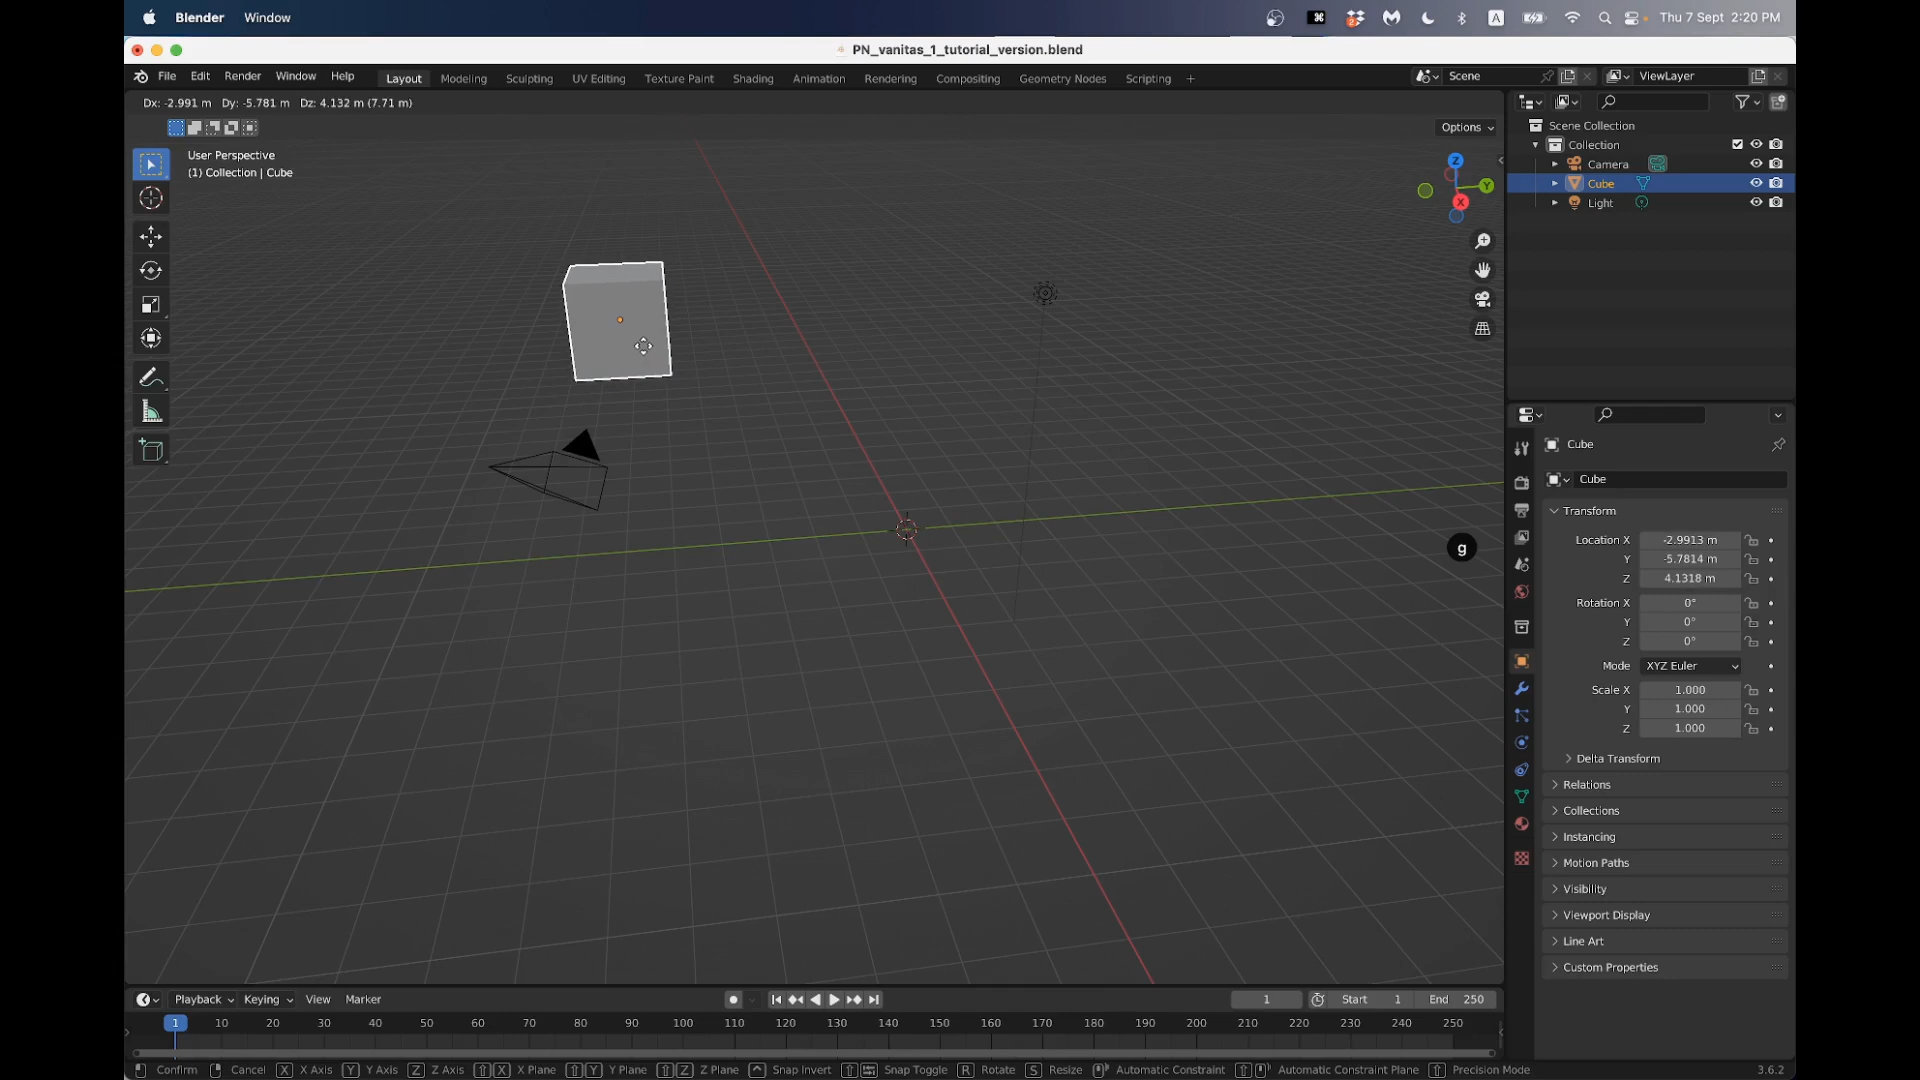 Blender Window
A Thu 7 Sept 2:20 PM
PN_vanitas_1_tutorial_version.blend
File Edit Render Window Help Layout Modeling Sculpting UV Editing Texture Paint Shading Animation Rendering Compositing Geometry Nodes Scripting + Scene ViewLayer
Dx: -2.991 m Dy: -5.781 m Dz: 4.132 m (7.71 m)
Options
User Perspective
(1) Collection | Cube
Z
Y
X
Scene Collection
Collection
Camera
Cube
Light
Cube
Cube
Transform
Location X -2.9913 m
Y -5.7814 m
Z 4.1318 m
Rotation X 0°
Y 0°
Z 0°
Mode XYZ Euler
Scale X 1.000
Y 1.000
Z 1.000
Delta Transform
Relations
Collections
Instancing
Motion Paths
Visibility
Viewport Display
Line Art
Custom Properties
g
Playback Keying View Marker 1 Start 1 End 250
1 10 20 30 40 50 60 70 80 90 100 110 120 130 140 150 160 170 180 190 200 210 220 230 240 250
Confirm Cancel X X Axis Y Y Axis Z Z Axis X X Plane Y Y Plane Z Z Plane Snap Invert Snap Toggle R Rotate S Resize Automatic Constraint Automatic Constraint Plane Precision Mode 3.6.2